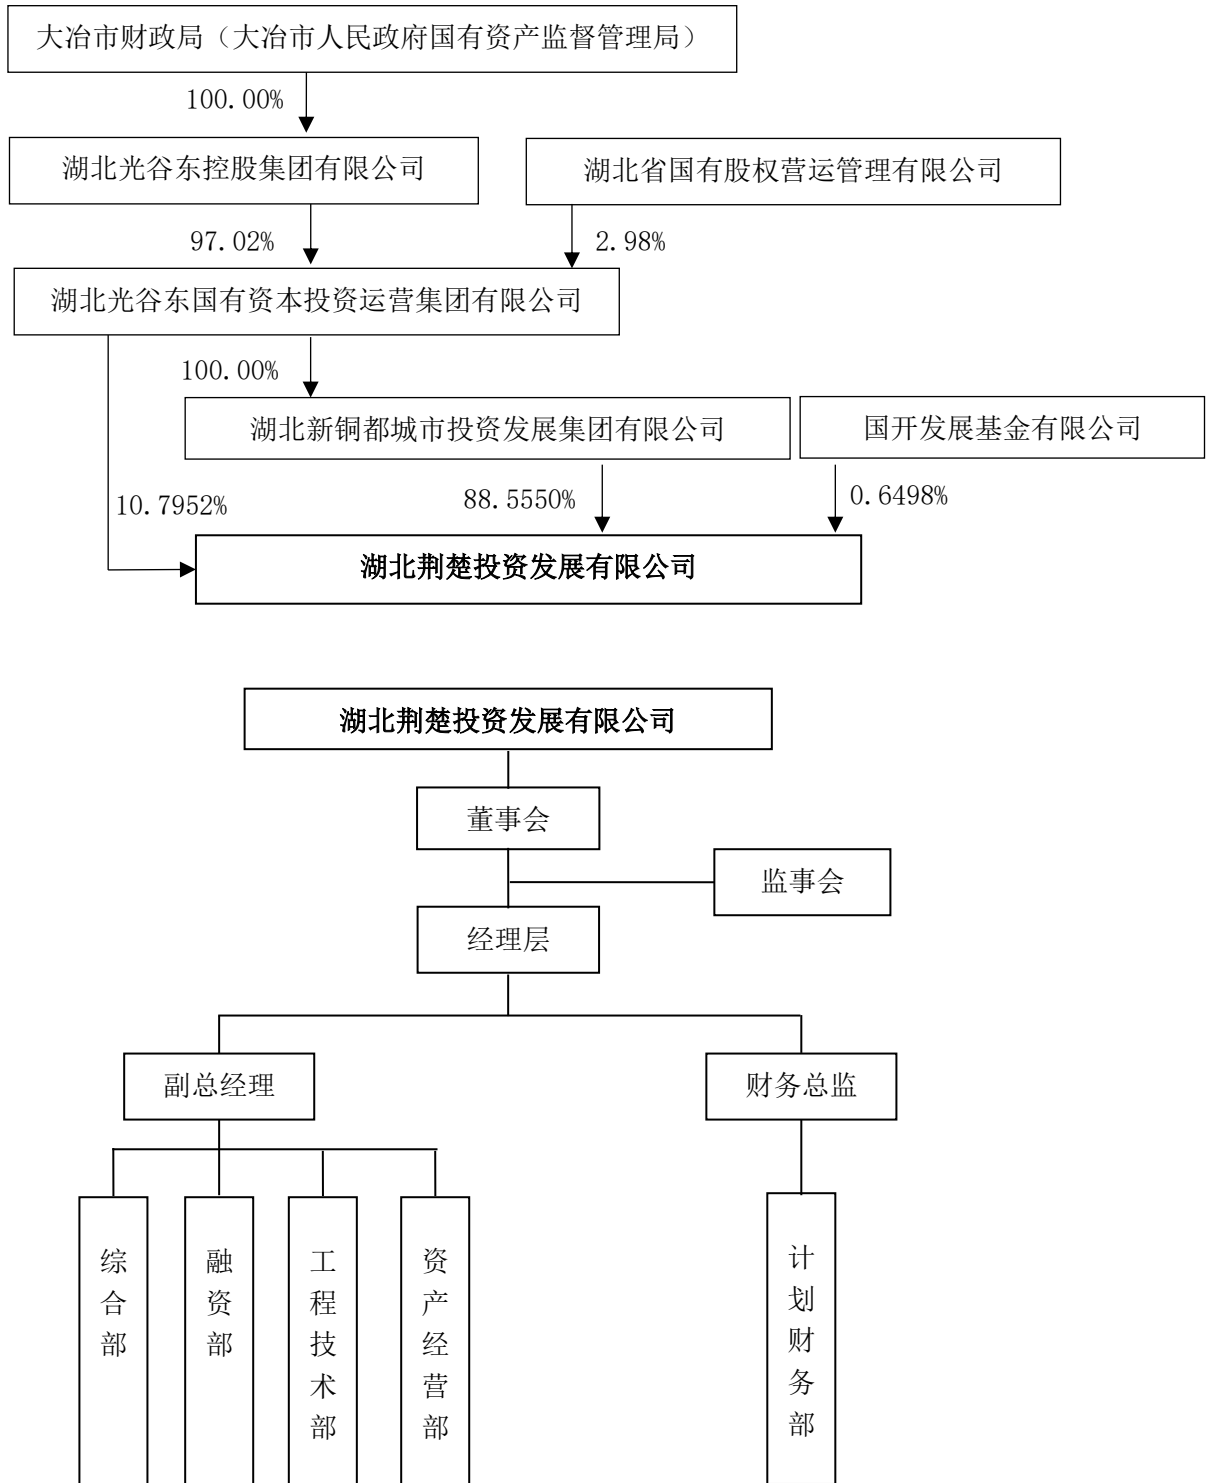 大冶市财政局（大冶市人民政府国有资产监督管理局）
100.00%
湖北光谷东控股集团有限公司
湖北省国有股权营运管理有限公司
97.02%
2.98%
湖北光谷东国有资本投资运营集团有限公司
100.00%
湖北新铜都城市投资发展集团有限公司
国开发展基金有限公司
10.7952%
88.5550%
0.6498%
湖北荆楚投资发展有限公司
湖北荆楚投资发展有限公司
董事会
监事会
经理层
副总经理
财务总监
综合部
融资部
工程技术部
资产经营部
计划财务部